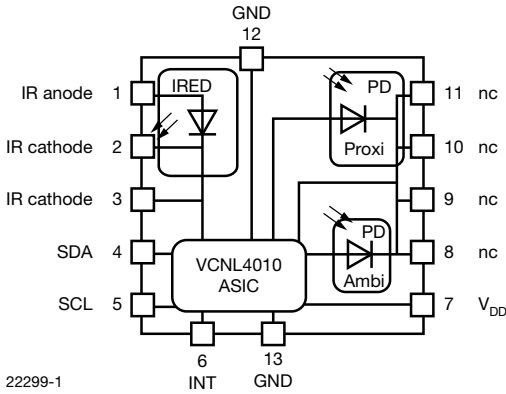 GND
12
IR anode 1
IRED
PD
11 nc
IR cathode 2
Proxi
10 nc
IR cathode 3
9 nc
PD
SDA 4
VCNL4010
ASIC
Ambi
8 nc
SCL 5
7 VDD
6
13
22299-1
INT
GND